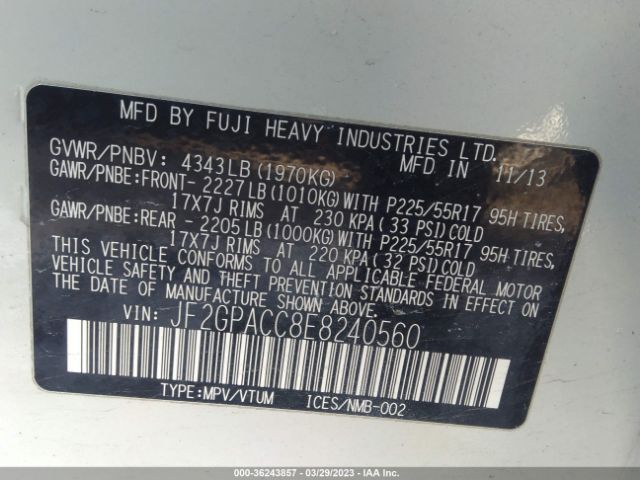 MFD BY FUJI HEAVY INDUSTRIES LTD.
GVWR/PNBV: 4343LB(1970KG) MFD IN 11/13
GAWR/PNBE:FRONT- 2227LB(1010KG)WITH P225/55R17 95H TIRES,
17X7J RIMS AT 230 KPA(33 PSI)COLD
GAWR/PNBE:REAR - 2205 LB(1000KG)WITH P225/55R17 95H TIRES,
17X7J RIMS AT 220 KPA(32 PSI)COLD
THIS VEHICLE CONFORMS TO ALL APPLICABLE FEDERAL MOTOR
VEHICLE SAFETY AND THEFT PREVENTION STANDARDS IN EFFECT ON
THE DATE OF MANUFACTURE SHOWN ABOVE.
VIN: JF2GPACC8E8240560
TYPE:MPV/VTUM ICES/NMB-002
000-36243857 - 03/29/2023 - IAA Inc.